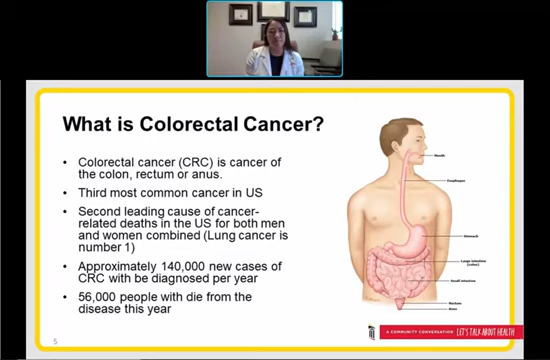 What is Colorectal Cancer?
• Colorectal cancer (CRC) is cancer of
the colon, rectum or anus.
• Third most common cancer in US
• Second leading cause of cancer-
related deaths in the US for both men
and women combined (Lung cancer is
number 1)
• Approximately 140,000 new cases of
CRC with be diagnosed per year
• 56,000 people with die from the
disease this year
Mouth
Esophagus
Stomach
Large intestine
(colon)
Small intestine
Rectum
Anus
5
A COMMUNITY CONVERSATION LET'S TALK ABOUT HEALTH